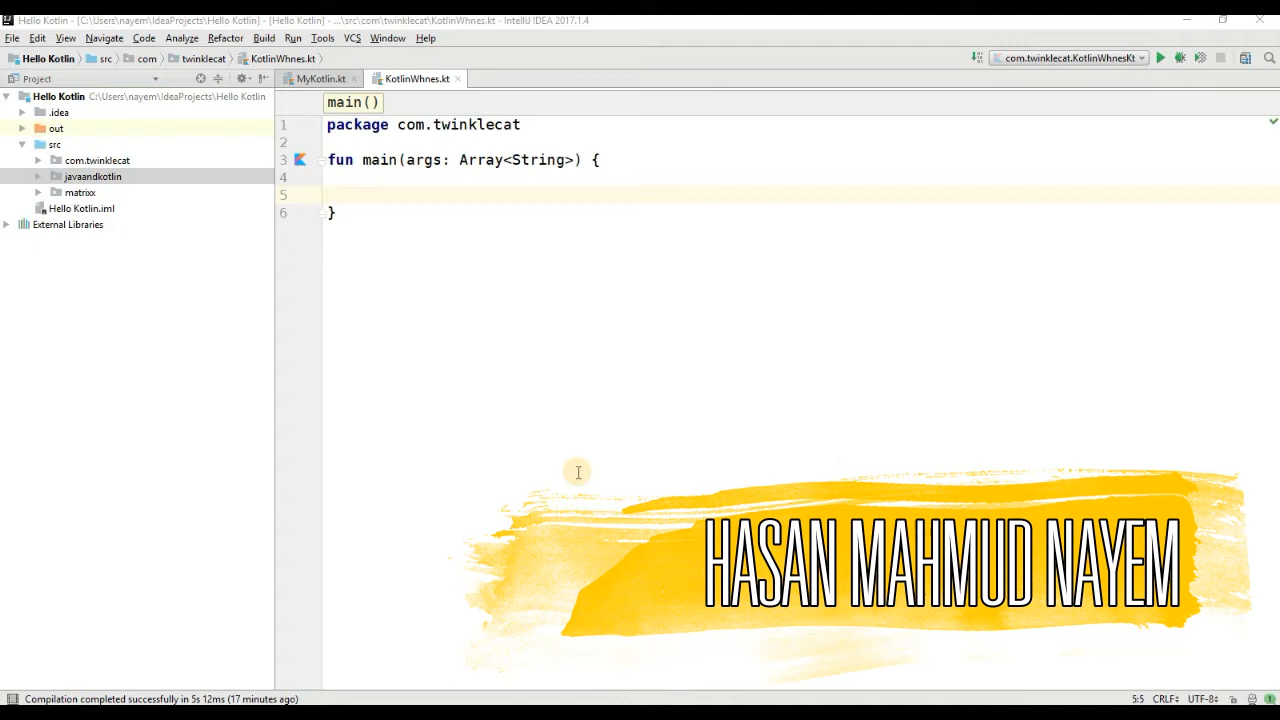 Hello Kotlin - [C:\Users\nayem\IdeaProjects\Hello Kotlin] - [Hello Kotlin] - ...\src\com\twinklecat\KotlinWhnes.kt - IntelliJ IDEA 2017.1.4
File Edit View Navigate Code Analyze Refactor Build Run Tools VCS Window Help
Hello Kotlin src com twinklecat KotlinWhnes.kt com.twinklecat.KotlinWhnesKt
Project MyKotlin.kt KotlinWhnes.kt
Hello Kotlin C:\Users\nayem\IdeaProjects\Hello Kotlin
.idea
out
src
com.twinklecat
javaandkotlin
matrixx
Hello Kotlin.iml
External Libraries
main()
1 package com.twinklecat
2
3 fun main(args: Array<String>) {
4
5
6 }
HASAN MAHMUD NAYEM
Compilation completed successfully in 5s 12ms (17 minutes ago) 5:5 CRLF÷ UTF-8÷ 1